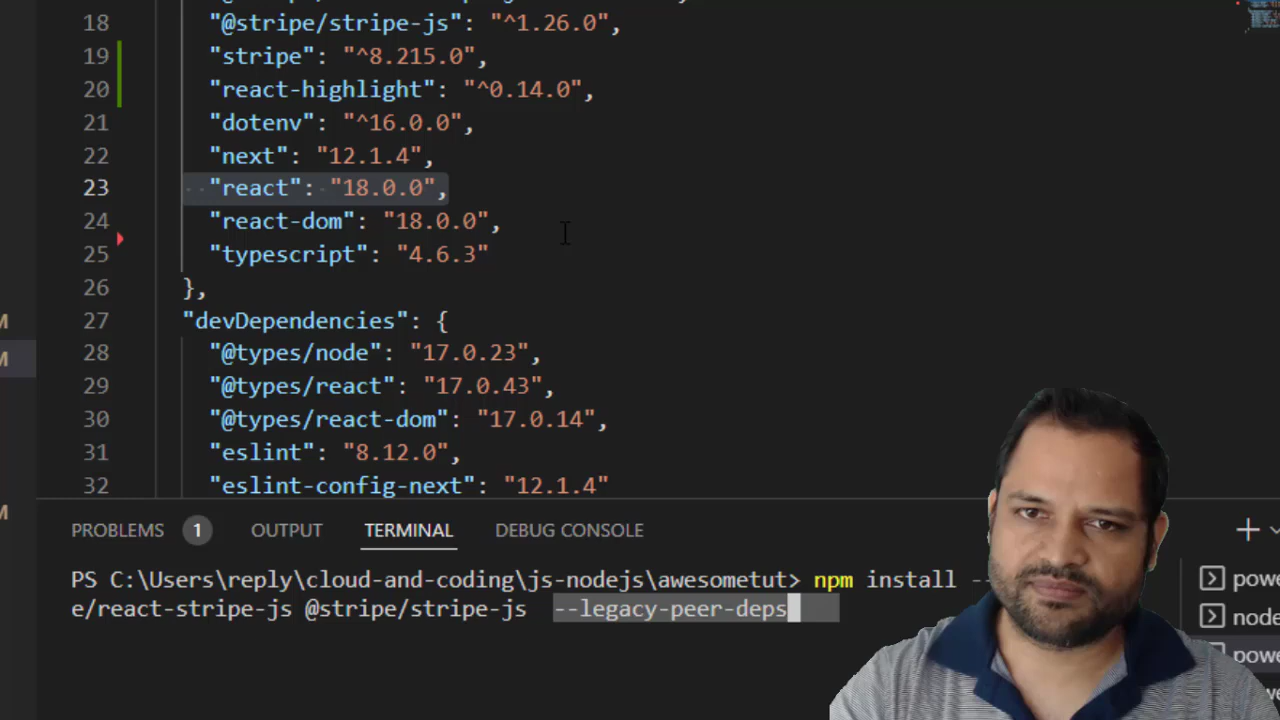 18 "@stripe/stripe-js": "^1.26.0",
19 "stripe": "^8.215.0",
20 "react-highlight": "^0.14.0",
21 "dotenv": "^16.0.0",
22 "next": "12.1.4",
23 "react": "18.0.0",
24 "react-dom": "18.0.0",
25 "typescript": "4.6.3"
26 },
27 "devDependencies": {
28 "@types/node": "17.0.23",
29 "@types/react": "17.0.43",
30 "@types/react-dom": "17.0.14",
31 "eslint": "8.12.0",
32 "eslint-config-next": "12.1.4"
M
M
M
PROBLEMS 1 OUTPUT TERMINAL DEBUG CONSOLE
PS C:\Users\reply\cloud-and-coding\js-nodejs\awesometut> npm install --
e/react-stripe-js @stripe/stripe-js --legacy-peer-deps
powe
node
powe